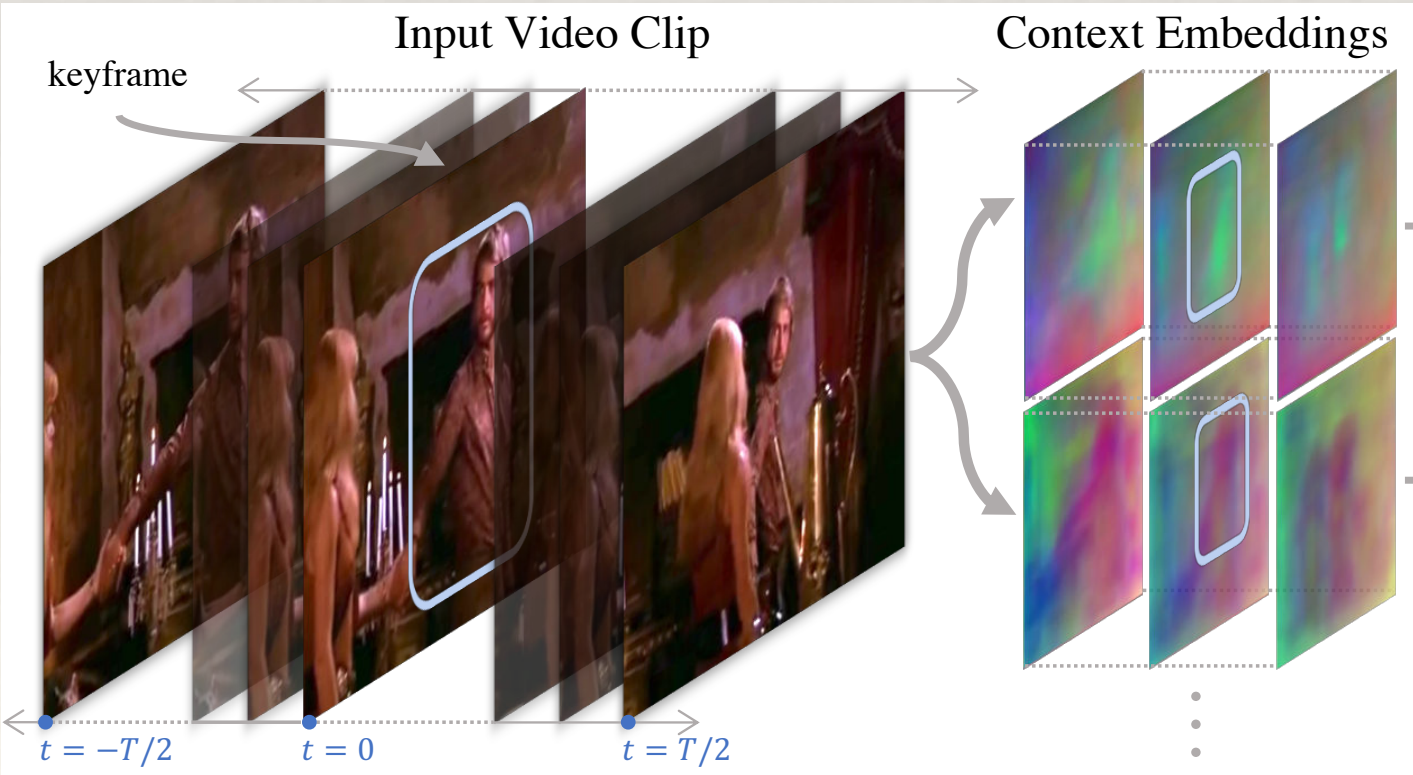 Input Video Clip
Context Embeddings
keyframe
t = −T/2
t = 0
t = T/2